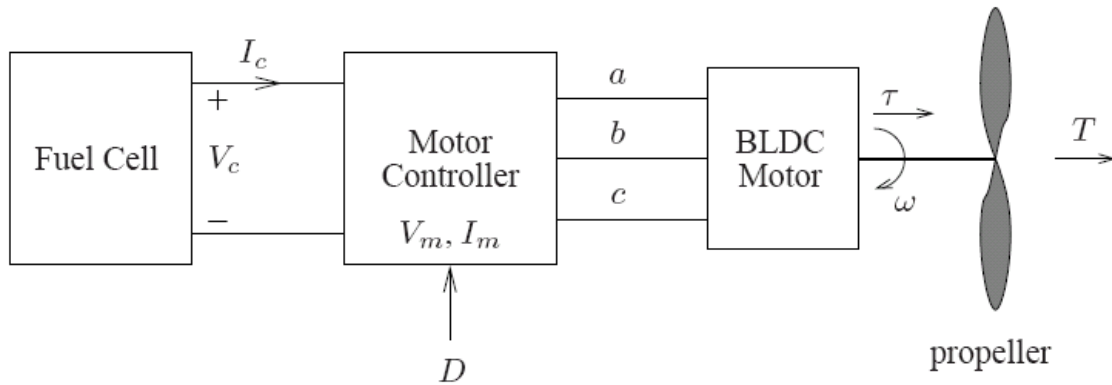 I_c
+
Fuel Cell
V_c
−
Motor
Controller
V_m, I_m
D
a
b
c
BLDC
Motor
τ
ω
T
propeller